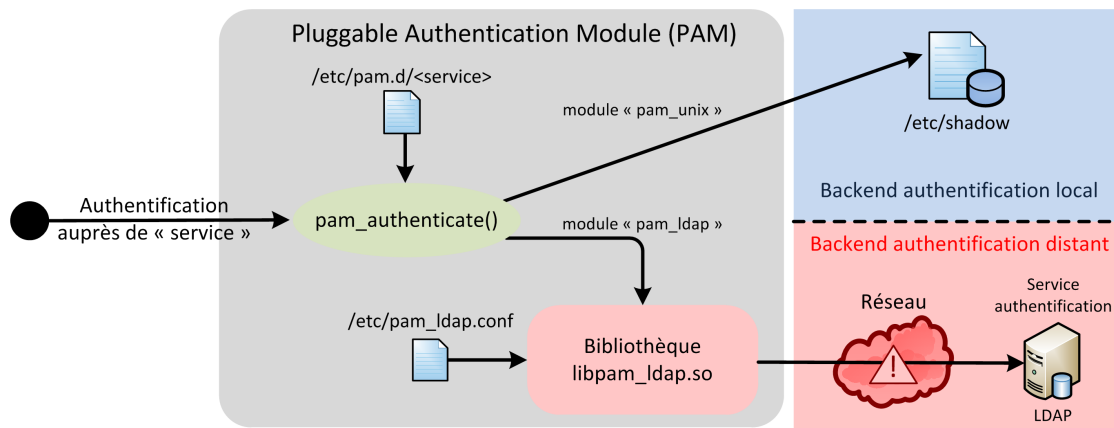 Pluggable Authentication Module (PAM)
/etc/pam.d/<service>
module « pam_unix »
/etc/shadow
Backend authentification local
Authentification
auprès de « service »
pam_authenticate()
module « pam_ldap »
Backend authentification distant
/etc/pam_ldap.conf
Bibliothèque
libpam_ldap.so
Réseau
Service
authentification
LDAP